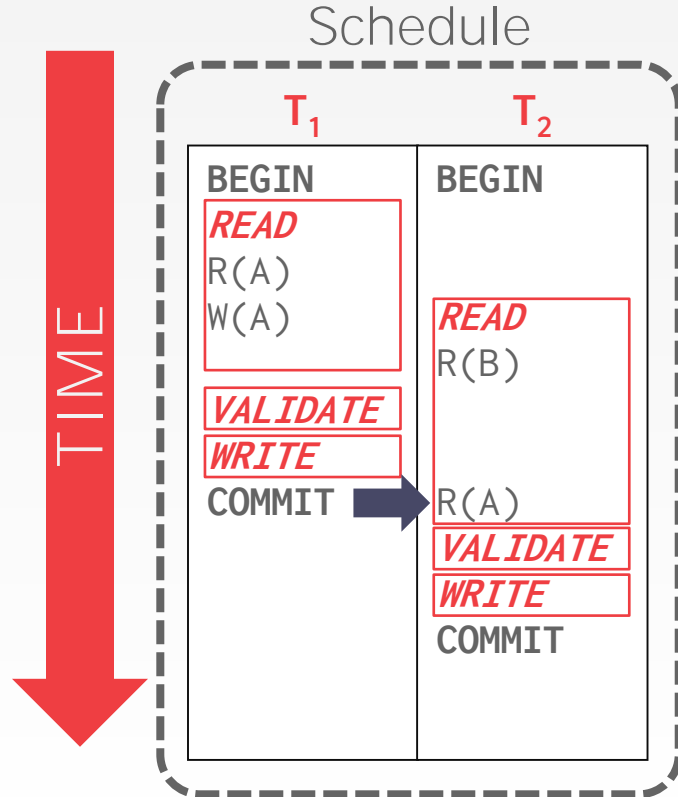 Schedule
TIME
T1 T2
BEGIN BEGIN
READ
R(A)
W(A) READ
R(B)
VALIDATE
WRITE
COMMIT R(A)
VALIDATE
WRITE
COMMIT